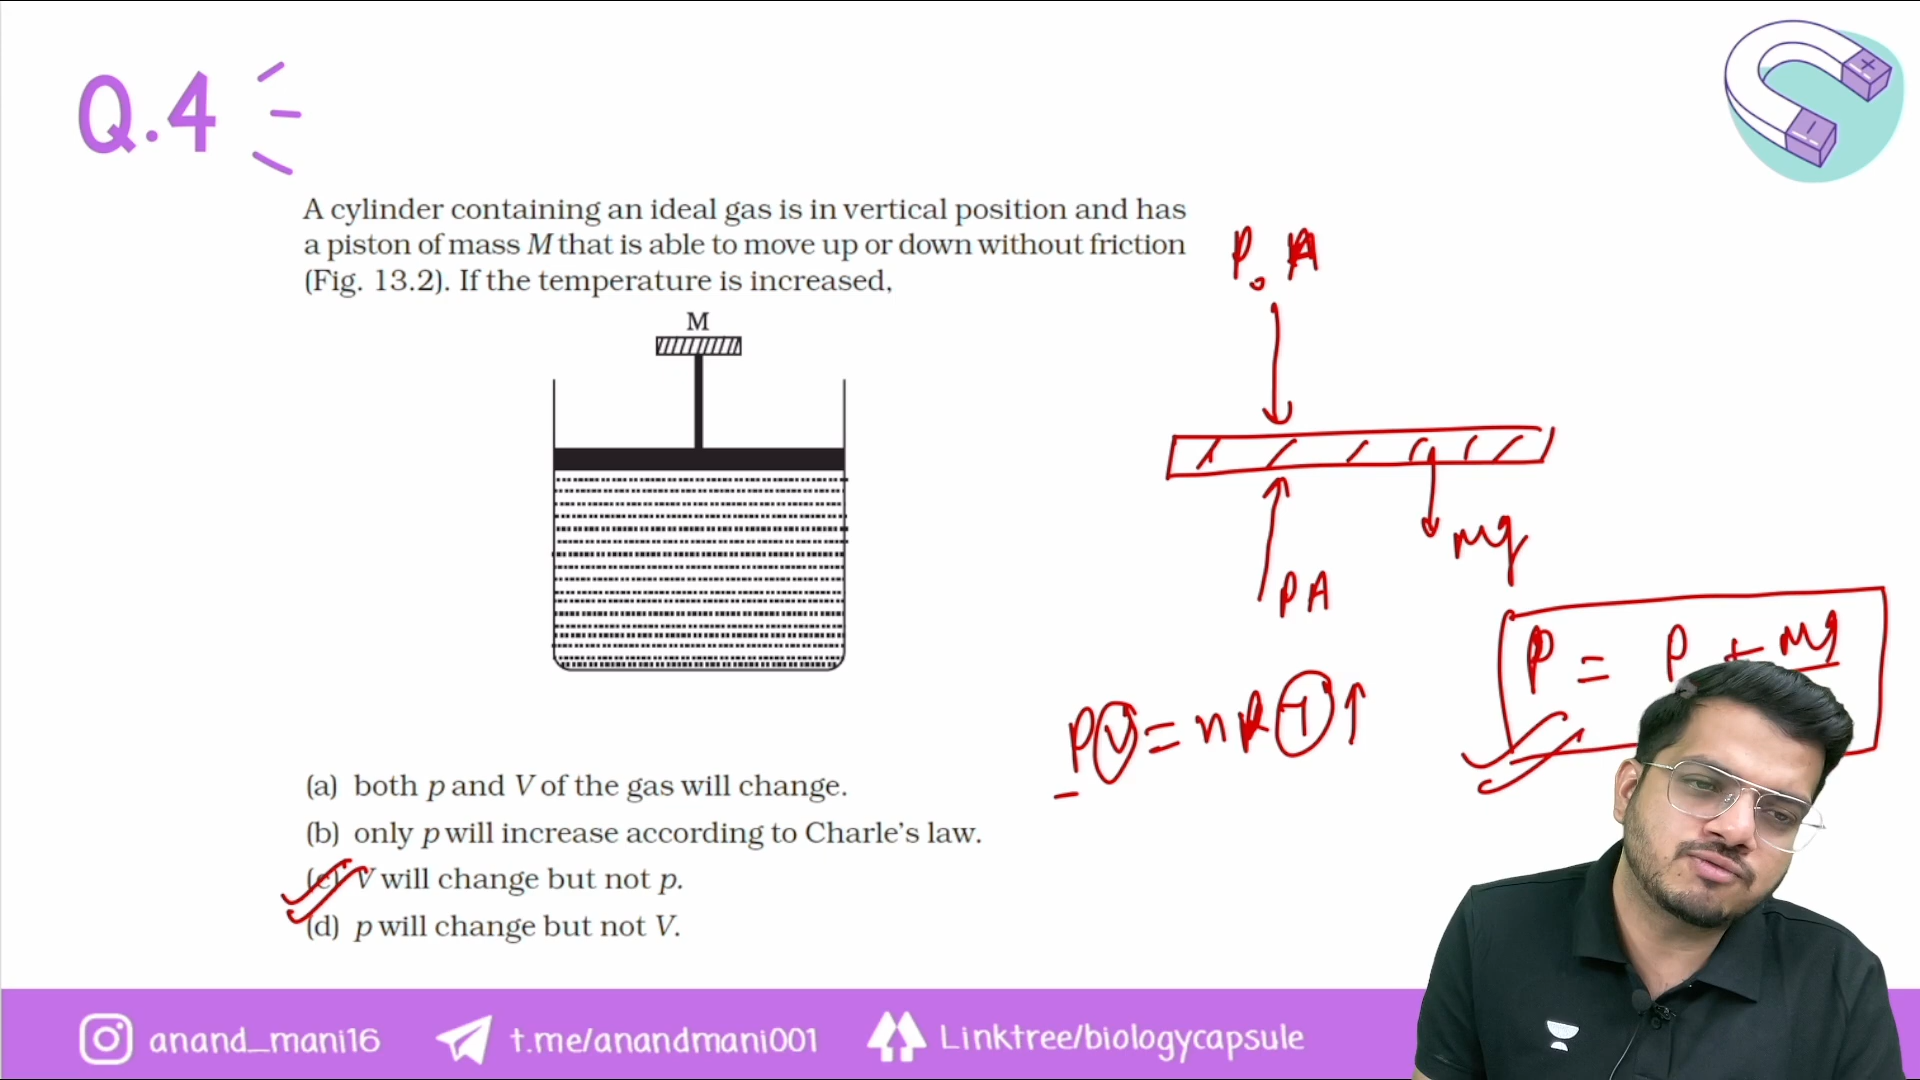 Q.4
A cylinder containing an ideal gas is in vertical position and has
a piston of mass M that is able to move up or down without friction
(Fig. 13.2). If the temperature is increased,
M
P₀ A
Mg
PA
P = P + Mg
PV = nRT↑
(a) both p and V of the gas will change.
(b) only p will increase according to Charle's law.
(c) V will change but not p.
(d) p will change but not V.
anand_mani16
t.me/anandmani001
Linktree/biologycapsule